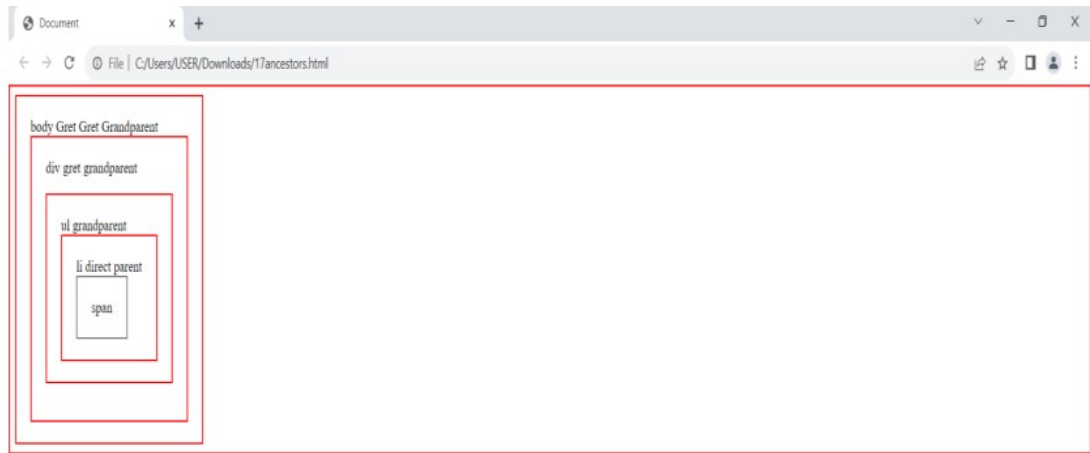 Document
File | C:/Users/USER/Downloads/17ancestors.html
body Gret Gret Grandparent
div gret grandparent
ul grandparent
li direct parent
span